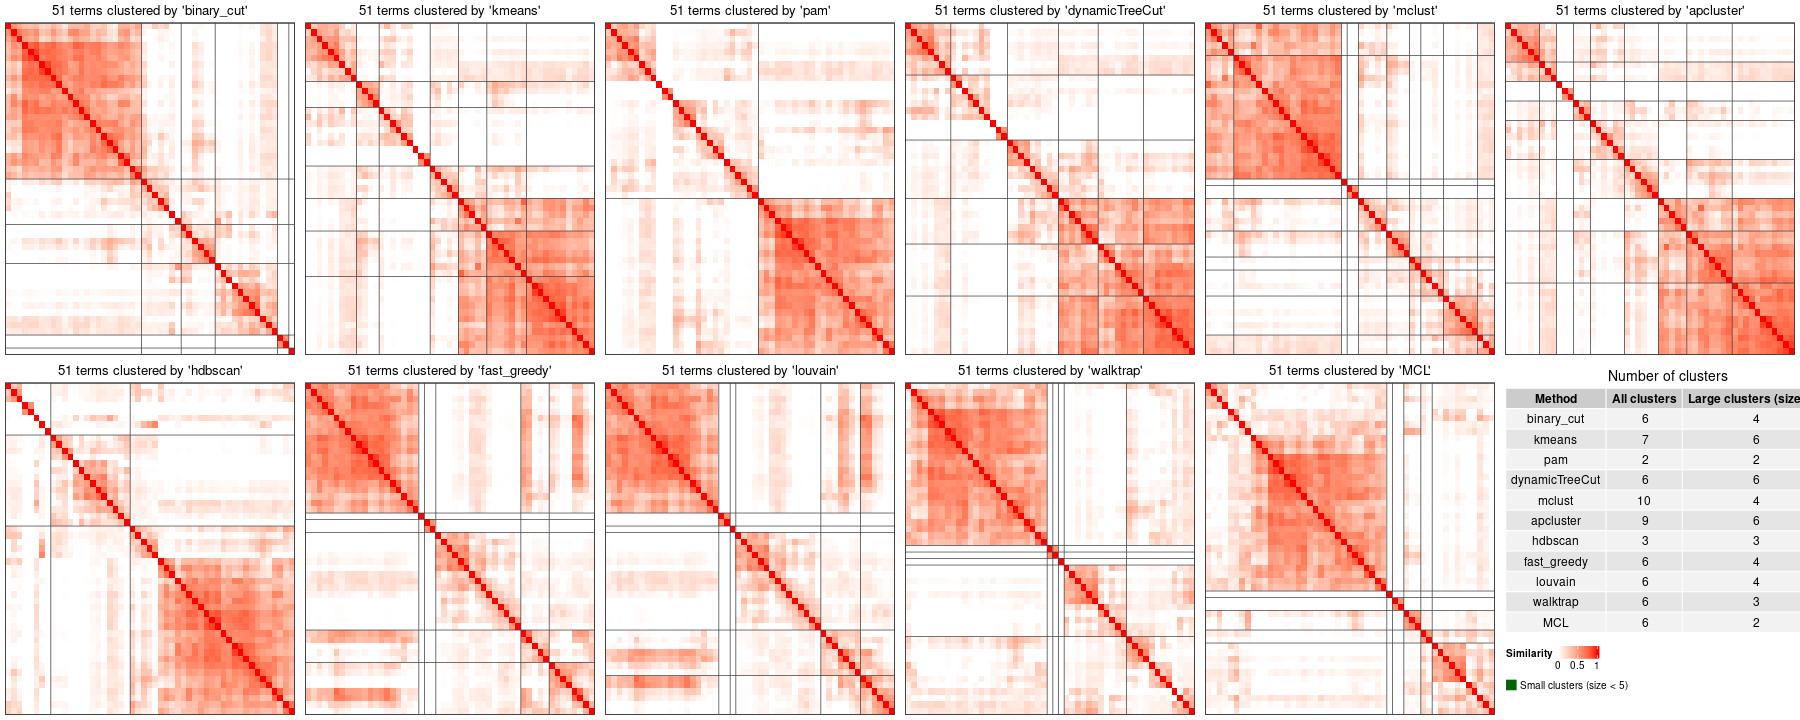 51 terms clustered by 'binary_cut'
51 terms clustered by 'kmeans'
51 terms clustered by 'pam'
51 terms clustered by 'dynamicTreeCut'
51 terms clustered by 'mclust'
51 terms clustered by 'apcluster'
51 terms clustered by 'hdbscan'
51 terms clustered by 'fast_greedy'
51 terms clustered by 'louvain'
51 terms clustered by 'walktrap'
51 terms clustered by 'MCL'
Number of clusters
Method All clusters Large clusters (size
binary_cut 6 4
kmeans 7 6
pam 2 2
dynamicTreeCut 6 6
mclust 10 4
apcluster 9 6
hdbscan 3 3
fast_greedy 6 4
louvain 6 4
walktrap 6 3
MCL 6 2
Similarity
0 0.5 1
Small clusters (size < 5)